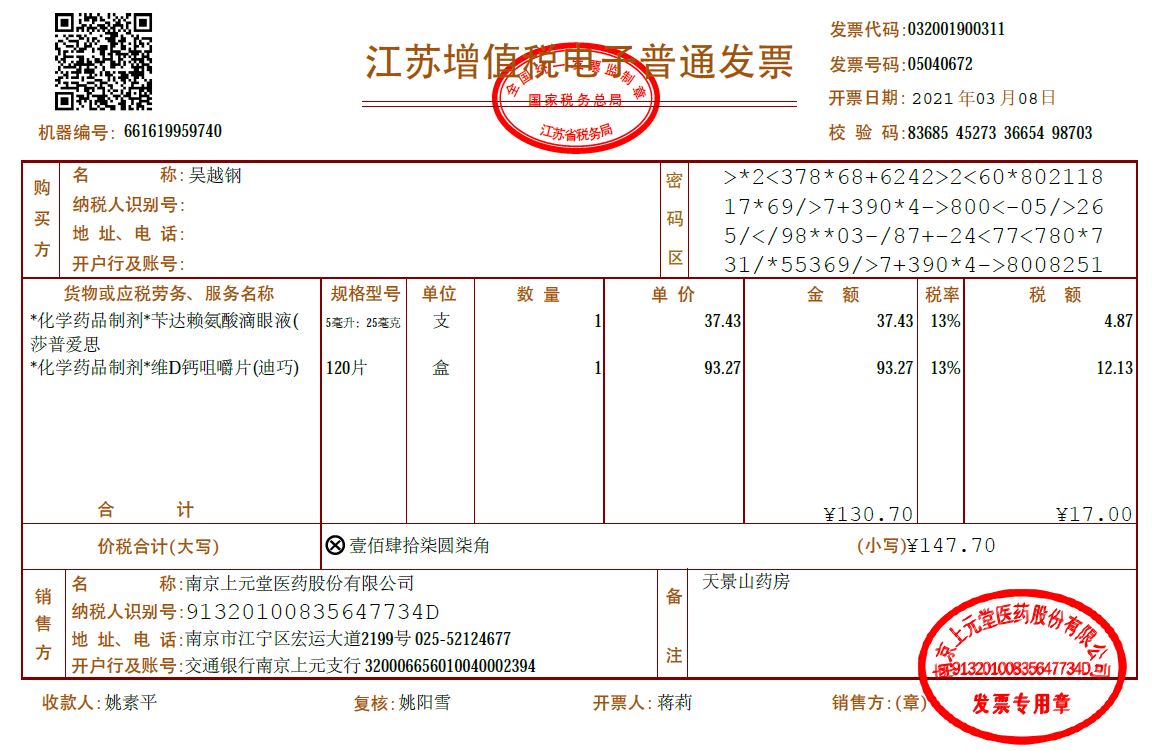 江苏增值税电子普通发票
全国统一发票监制章
国家税务总局
江苏省税务局
发票代码:032001900311
发票号码:05040672
开票日期: 2021 年03 月08日
校 验 码:83685 45273 36654 98703
机器编号: 661619959740
购买方
名 称:吴越钢
纳税人识别号:
地 址、电 话:
开户行及账号:
密码区
>*2<378*68+6242>2<60*802118
17*69/>7+390*4->800<-05/>26
5/</98**03-/87+-24<77<780*7
31/*55369/>7+390*4->8008251
货物或应税劳务、服务名称 规格型号 单位 数 量 单 价 金 额 税率 税 额
*化学药品制剂*苄达赖氨酸滴眼液( 5毫升: 25毫克 支 1 37.43 37.43 13% 4.87
莎普爱思
*化学药品制剂*维D钙咀嚼片(迪巧) 120片 盒 1 93.27 93.27 13% 12.13
合 计 ¥130.70 ¥17.00
价税合计(大写) ⊗壹佰肆拾柒圆柒角 (小写)¥147.70
销售方
名 称:南京上元堂医药股份有限公司
纳税人识别号:91320100835647734D
地 址、电 话:南京市江宁区宏运大道2199号 025-52124677
开户行及账号:交通银行南京上元支行 320006656010040002394
备注
天景山药房
南京上元堂医药股份有限公司
91320100835647734D
发票专用章
收款人:姚素平 复核:姚阳雪 开票人: 蒋莉 销售方:(章)